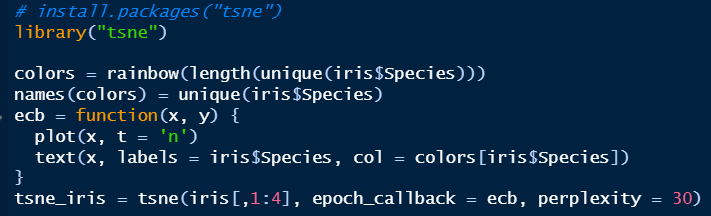 # install.packages("tsne")
library("tsne")
colors = rainbow(length(unique(iris$Species)))
names(colors) = unique(iris$Species)
ecb = function(x, y) {
  plot(x, t = 'n')
  text(x, labels = iris$Species, col = colors[iris$Species])
}
tsne_iris = tsne(iris[,1:4], epoch_callback = ecb, perplexity = 30)